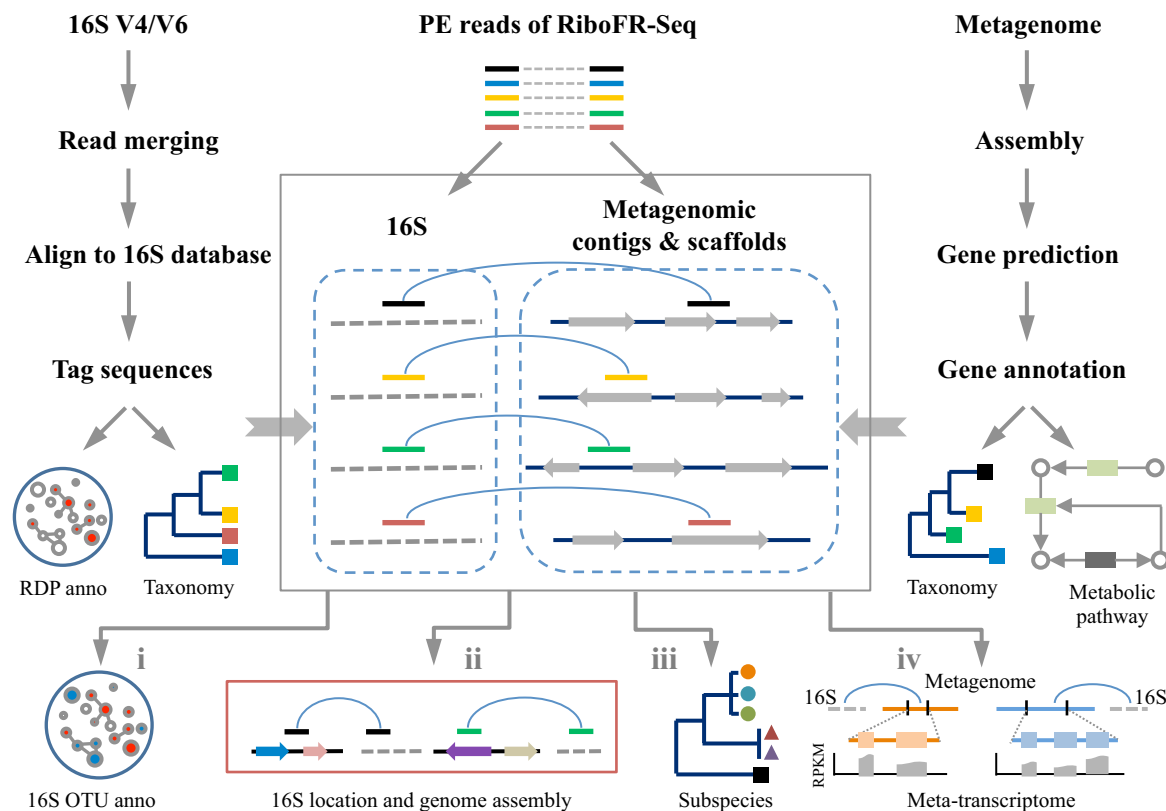 16S V4/V6
PE reads of RiboFR-Seq
Metagenome
Read merging
Assembly
16S
Metagenomic
contigs & scaffolds
Align to 16S database
Gene prediction
Tag sequences
Gene annotation
RDP anno
Taxonomy
Taxonomy
Metabolic
pathway
i
ii
iii
iv
16S
Metagenome
16S
RPKM
16S OTU anno
16S location and genome assembly
Subspecies
Meta-transcriptome